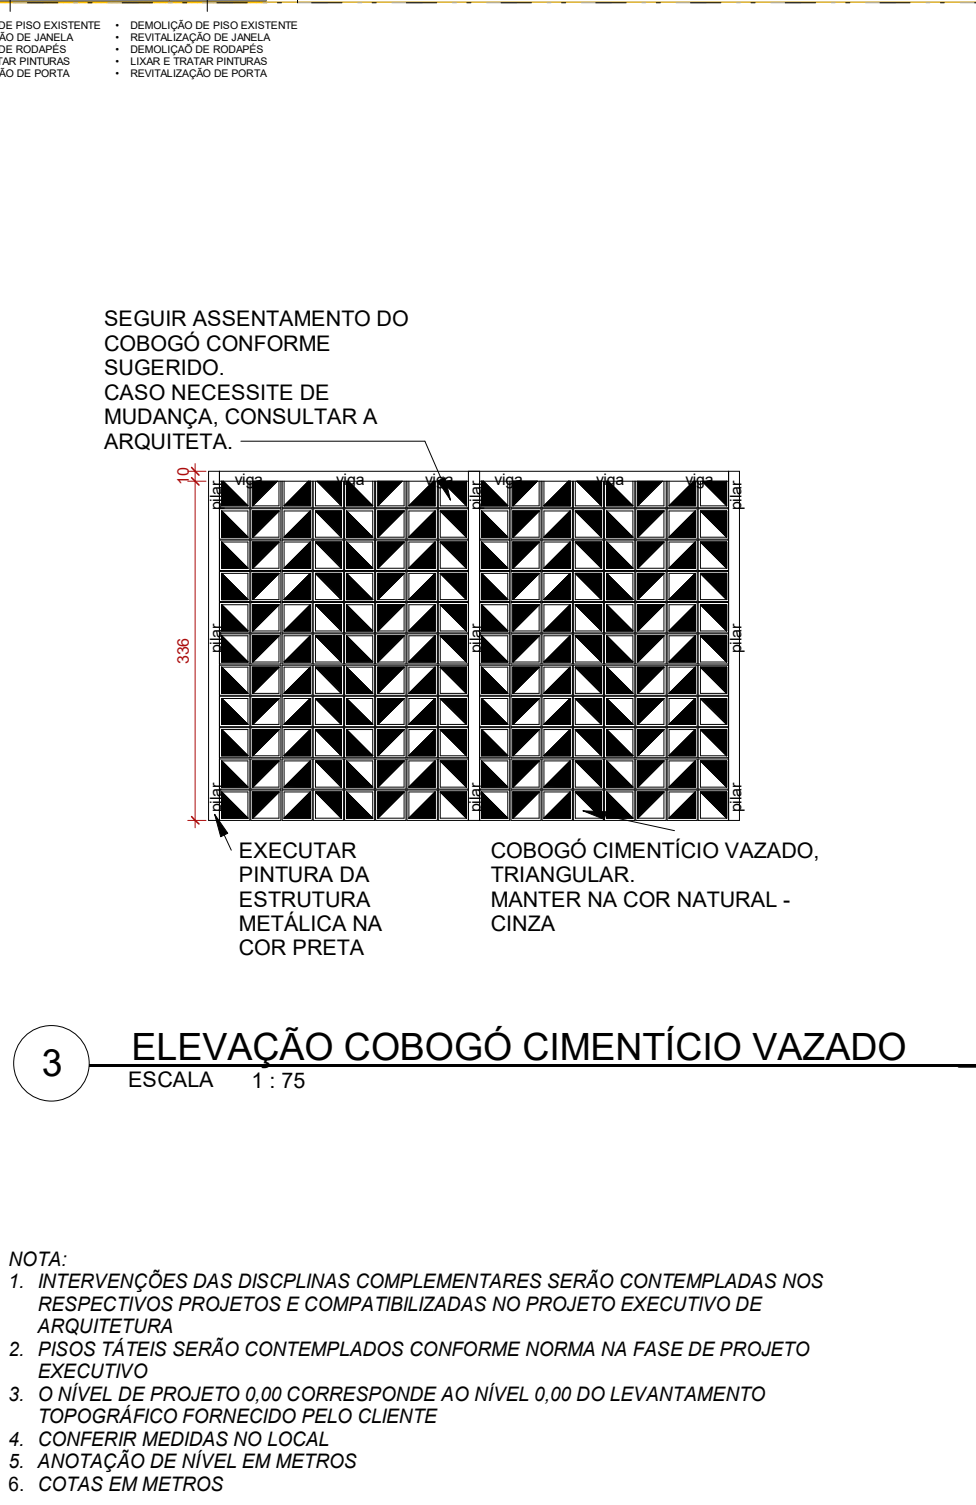 DE PISO EXISTENTE
ÃO DE JANELA
DE RODAPÉS
TAR PINTURAS
ÃO DE PORTA
• DEMOLIÇÃO DE PISO EXISTENTE
• REVITALIZAÇÃO DE JANELA
• DEMOLIÇAÕ DE RODAPÉS
• LIXAR E TRATAR PINTURAS
• REVITALIZAÇÃO DE PORTA
SEGUIR ASSENTAMENTO DO
COBOGÓ CONFORME
SUGERIDO.
CASO NECESSITE DE
MUDANÇA, CONSULTAR A
ARQUITETA.
10
viga viga viga viga viga viga
pilar pilar pilar
336
pilar pilar pilar
pilar pilar pilar
EXECUTAR
PINTURA DA
ESTRUTURA
METÁLICA NA
COR PRETA
COBOGÓ CIMENTÍCIO VAZADO,
TRIANGULAR.
MANTER NA COR NATURAL -
CINZA
3
ELEVAÇÃO COBOGÓ CIMENTÍCIO VAZADO
ESCALA 1 : 75
NOTA:
1. INTERVENÇÕES DAS DISCPLINAS COMPLEMENTARES SERÃO CONTEMPLADAS NOS
RESPECTIVOS PROJETOS E COMPATIBILIZADAS NO PROJETO EXECUTIVO DE
ARQUITETURA
2. PISOS TÁTEIS SERÃO CONTEMPLADOS CONFORME NORMA NA FASE DE PROJETO
EXECUTIVO
3. O NÍVEL DE PROJETO 0,00 CORRESPONDE AO NÍVEL 0,00 DO LEVANTAMENTO
TOPOGRÁFICO FORNECIDO PELO CLIENTE
4. CONFERIR MEDIDAS NO LOCAL
5. ANOTAÇÃO DE NÍVEL EM METROS
6. COTAS EM METROS